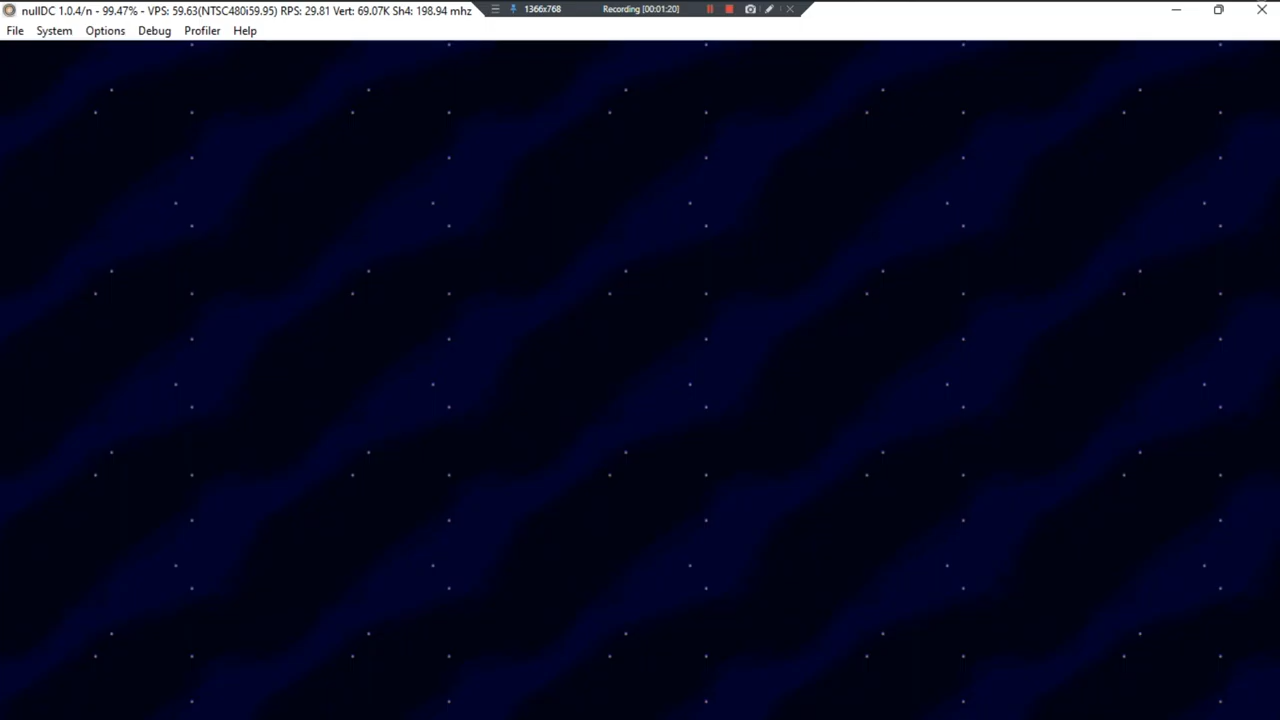 nullDC 1.0.4/n - 99.47% - VPS: 59.63(NTSC480i59.95) RPS: 29.81 Vert: 69.07K Sh4: 198.94 mhz
1366x768
Recording [00:01:20]
File System Options Debug Profiler Help